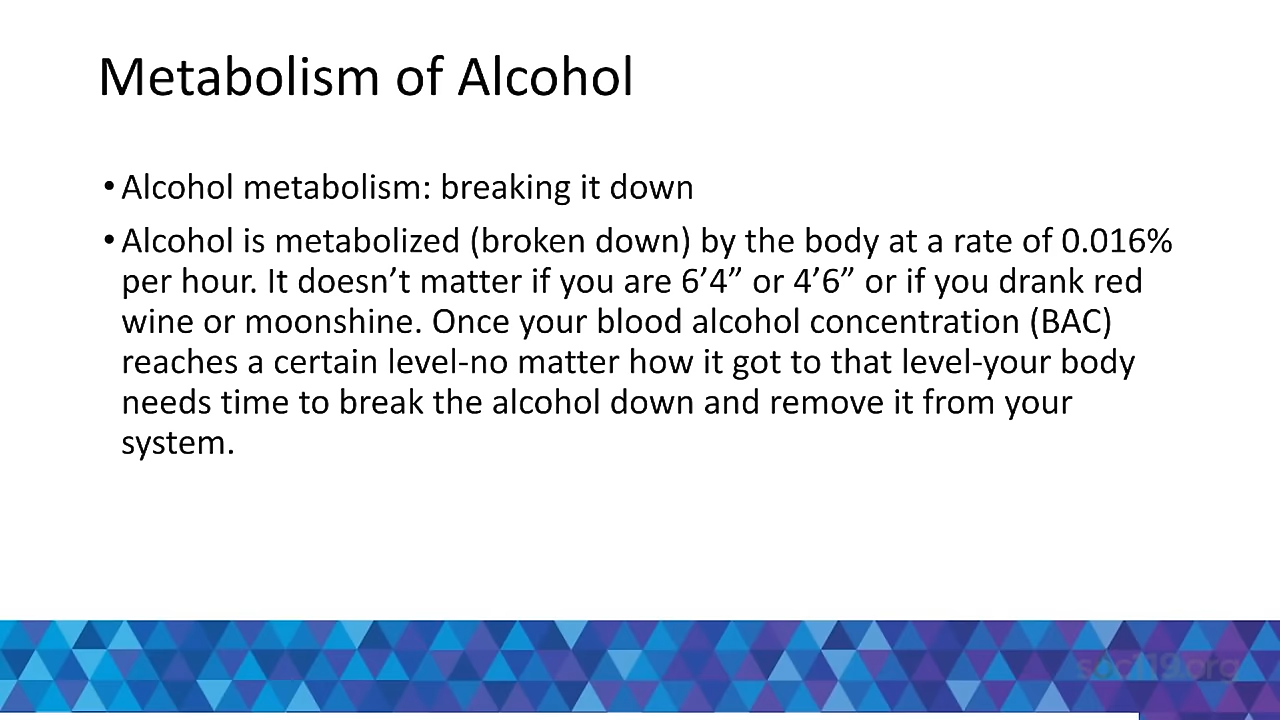 Metabolism of Alcohol
•Alcohol metabolism: breaking it down
•Alcohol is metabolized (broken down) by the body at a rate of 0.016%
per hour. It doesn’t matter if you are 6’4” or 4’6” or if you drank red
wine or moonshine. Once your blood alcohol concentration (BAC)
reaches a certain level-no matter how it got to that level-your body
needs time to break the alcohol down and remove it from your
system.
soc119.org